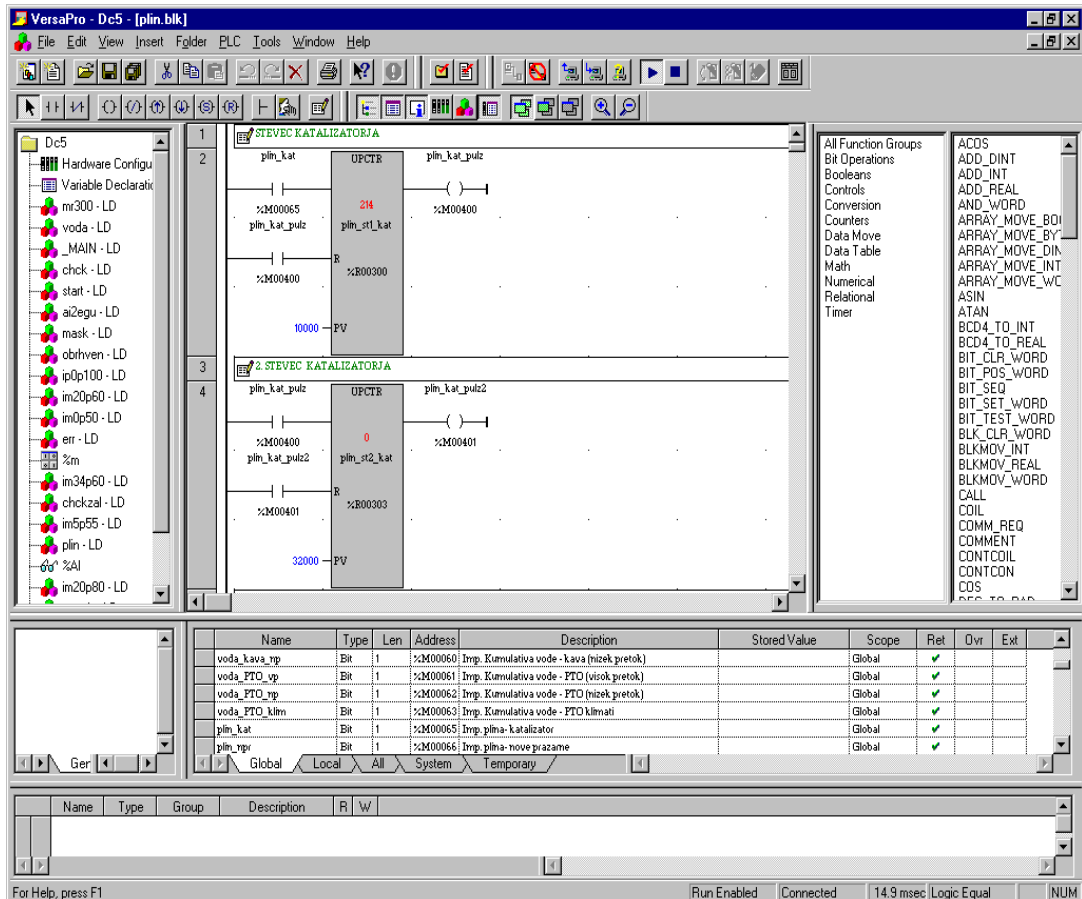 VersaPro - Dc5 - [plin.blk]
File Edit View Insert Folder PLC Tools Window Help
Dc5
Hardware Configu
Variable Declaratic
mr300 - LD
voda - LD
_MAIN - LD
chck - LD
start - LD
ai2egu - LD
mask - LD
obrhven - LD
ip0p100 - LD
im20p60 - LD
im0p50 - LD
err - LD
%m
im34p60 - LD
chckzal - LD
im5p55 - LD
plin - LD
%AI
im20p80 - LD
1 STEVEC KATALIZATORJA
2 plin_kat UPCTR plin_kat_pulz
%M00065 214 %M00400
plin_kat_pulz plin_st1_kat
R
%M00400 %R00300
10000 PV
3 2. STEVEC KATALIZATORJA
4 plin_kat_pulz UPCTR plin_kat_pulz2
%M00400 0 %M00401
plin_kat_pulz2 plin_st2_kat
R
%M00401 %R00303
32000 PV
All Function Groups
Bit Operations
Booleans
Controls
Conversion
Counters
Data Move
Data Table
Math
Numerical
Relational
Timer
ACOS
ADD_DINT
ADD_INT
ADD_REAL
AND_WORD
ARRAY_MOVE_BO
ARRAY_MOVE_BY
ARRAY_MOVE_DIN
ARRAY_MOVE_INT
ARRAY_MOVE_WO
ASIN
ATAN
BCD4_TO_INT
BCD4_TO_REAL
BIT_CLR_WORD
BIT_POS_WORD
BIT_SEQ
BIT_SET_WORD
BIT_TEST_WORD
BLK_CLR_WORD
BLKMOV_INT
BLKMOV_REAL
BLKMOV_WORD
CALL
COIL
COMM_REQ
COMMENT
CONTCOIL
CONTCON
COS
Name Type Len Address Description Stored Value Scope Ret Ovr Ext
voda_kava_np Bit 1 %M00060 Imp. Kumulativa vode - kava (nizek pretok) Global
voda_PTO_vp Bit 1 %M00061 Imp. Kumulativa vode - PTO (visok pretok) Global
voda_PTO_np Bit 1 %M00062 Imp. Kumulativa vode - PTO (nizek pretok) Global
voda_PTO_klim Bit 1 %M00063 Imp. Kumulativa vode - PTO klimati Global
plin_kat Bit 1 %M00065 Imp. plina- katalizator Global
plin_npr Bit 1 %M00066 Imp. plina- nove prazarne Global
Ger
Global Local All System Temporary
Name Type Group Description R W
For Help, press F1 Run Enabled Connected 14.9 msec Logic Equal NUM